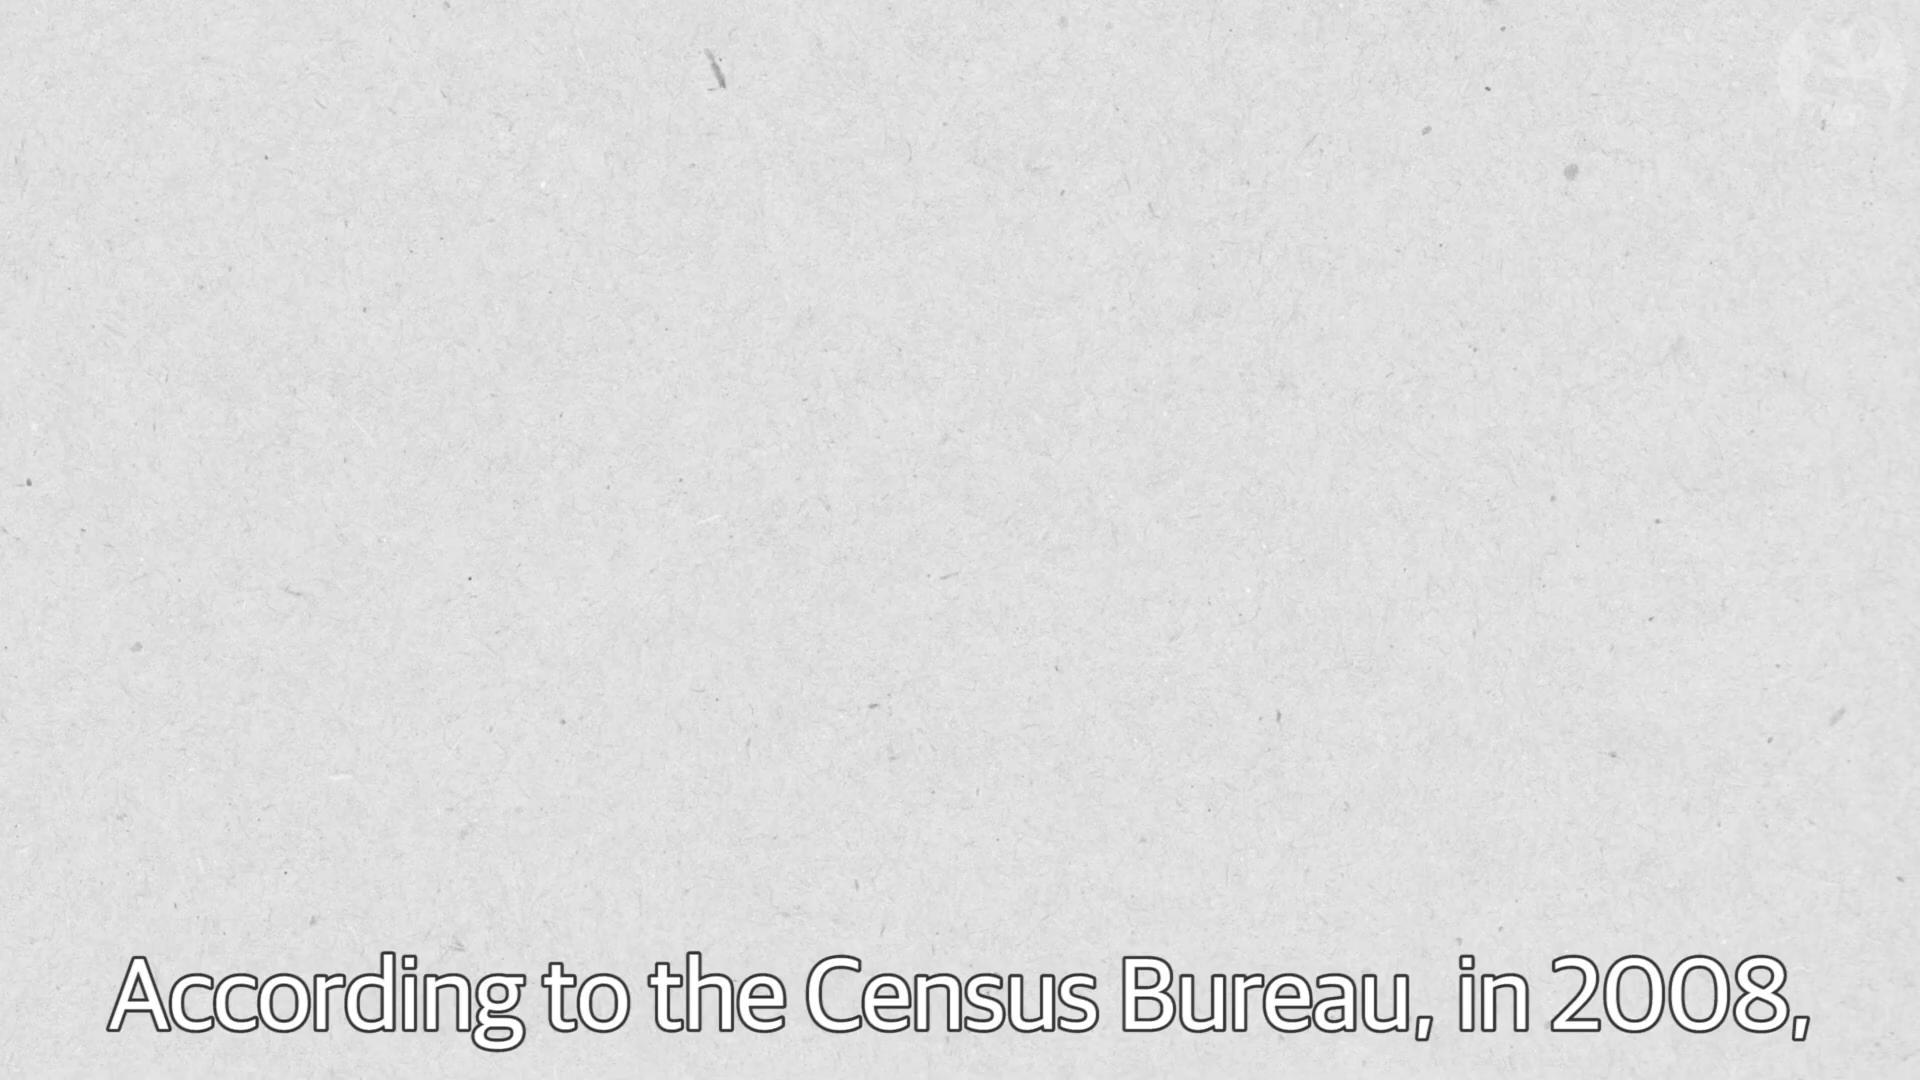 According to the Census Bureau, in 2008,